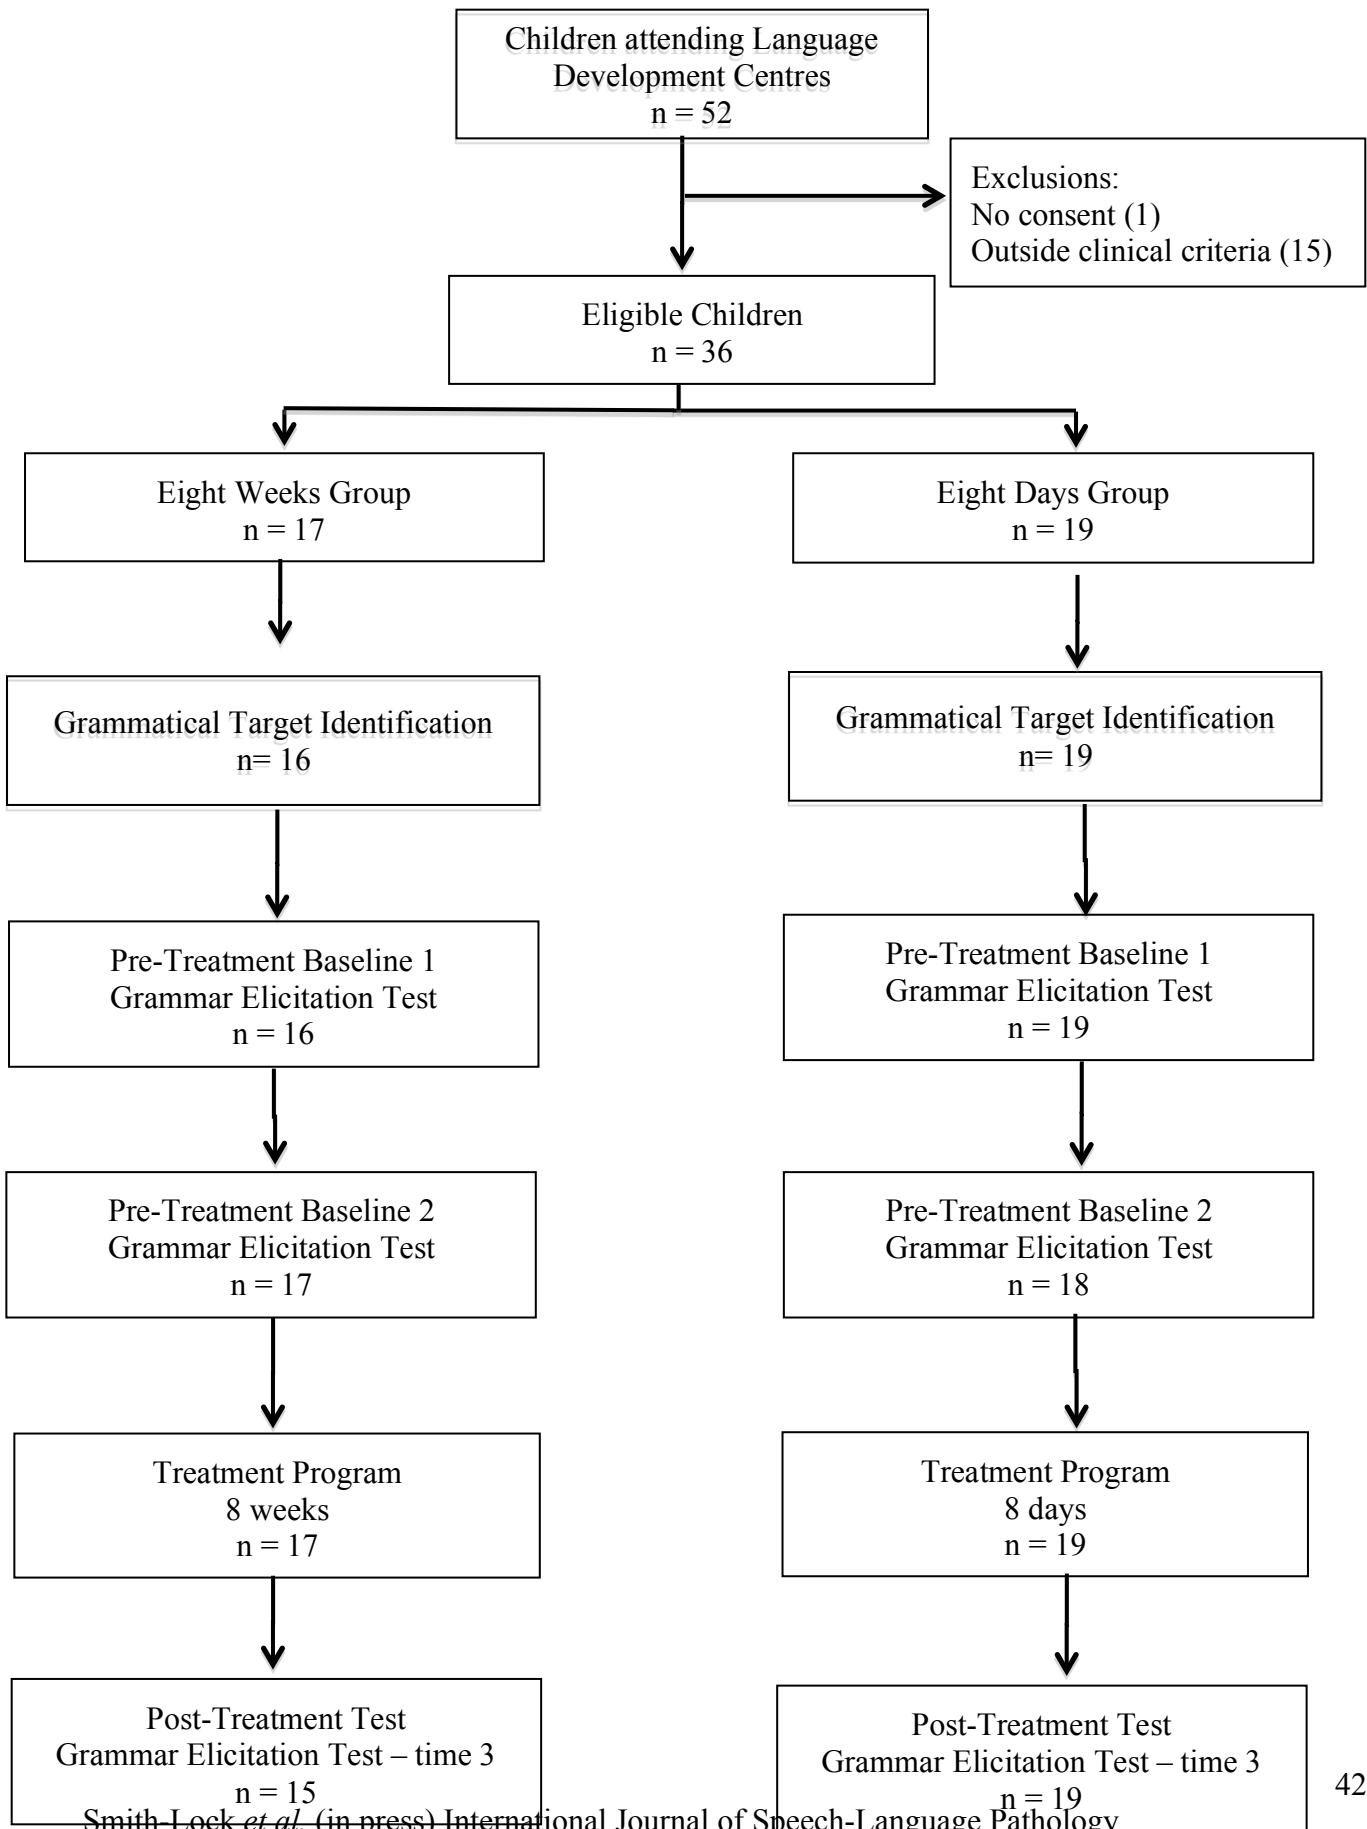 Children attending Language
Development Centres
n = 52
Exclusions:
No consent (1)
Outside clinical criteria (15)
Eligible Children
n = 36
Eight Weeks Group
n = 17
Eight Days Group
n = 19
Grammatical Target Identification
n= 16
Grammatical Target Identification
n= 19
Pre-Treatment Baseline 1
Grammar Elicitation Test
n = 16
Pre-Treatment Baseline 1
Grammar Elicitation Test
n = 19
Pre-Treatment Baseline 2
Grammar Elicitation Test
n = 17
Pre-Treatment Baseline 2
Grammar Elicitation Test
n = 18
Treatment Program
8 weeks
n = 17
Treatment Program
8 days
n = 19
Post-Treatment Test
Grammar Elicitation Test – time 3
n = 15
Post-Treatment Test
Grammar Elicitation Test – time 3
n = 19
42
Smith-Lock et al. (in press) International Journal of Speech-Language Pathology